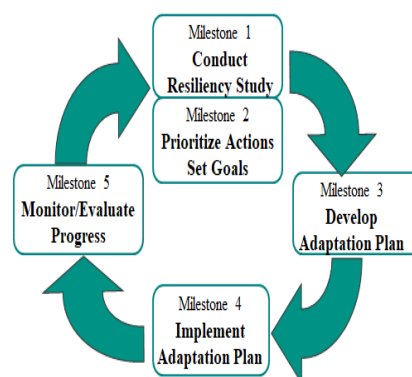 Milestone 1
Conduct
Resiliency Study
Milestone 2
Prioritize Actions
Set Goals
Milestone 3
Develop
Adaptation Plan
Milestone 4
Implement
Adaptation Plan
Milestone 5
Monitor/Evaluate
Progress